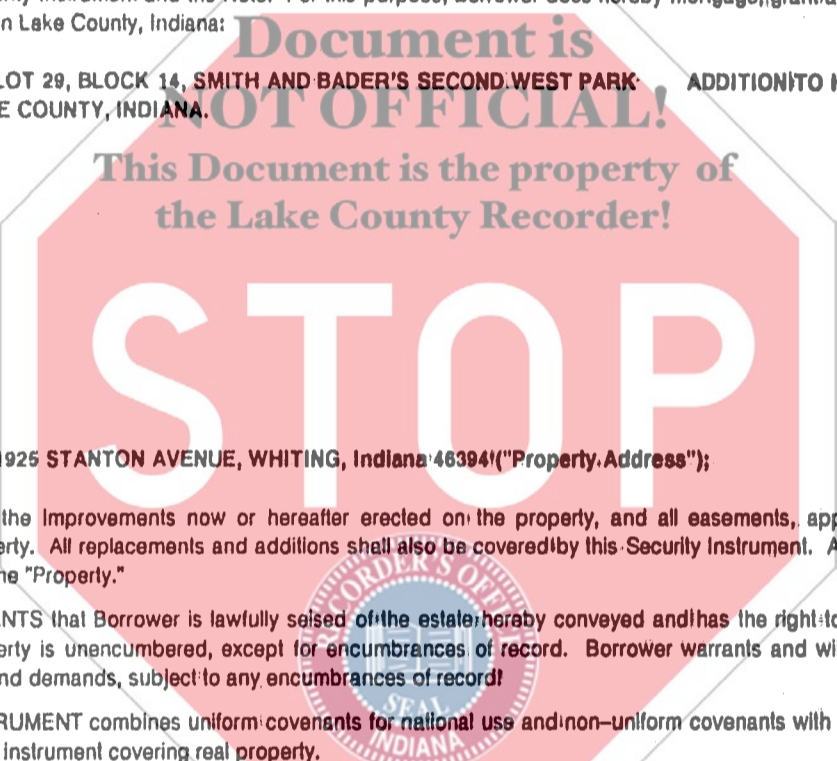 n Lake County, Indiana:
Document is
LOT 29, BLOCK 14, SMITH AND BADER'S SECOND WEST PARK ADDITION TO
E COUNTY, INDIANA.
NOT OFFICIAL!
This Document is the property of
the Lake County Recorder!
STOP
1925 STANTON AVENUE, WHITING, Indiana 46394 ("Property Address");
the improvements now or hereafter erected on the property, and all easements, app
erty. All replacements and additions shall also be covered by this Security Instrument. A
he "Property."
NTS that Borrower is lawfully seised of the estate hereby conveyed and has the right to
erty is unencumbered, except for encumbrances of record. Borrower warrants and wi
nd demands, subject to any encumbrances of record
RUMENT combines uniform covenants for national use and non-uniform covenants with
instrument covering real property.
RECORDER'S OFFICE
SEAL
INDIANA